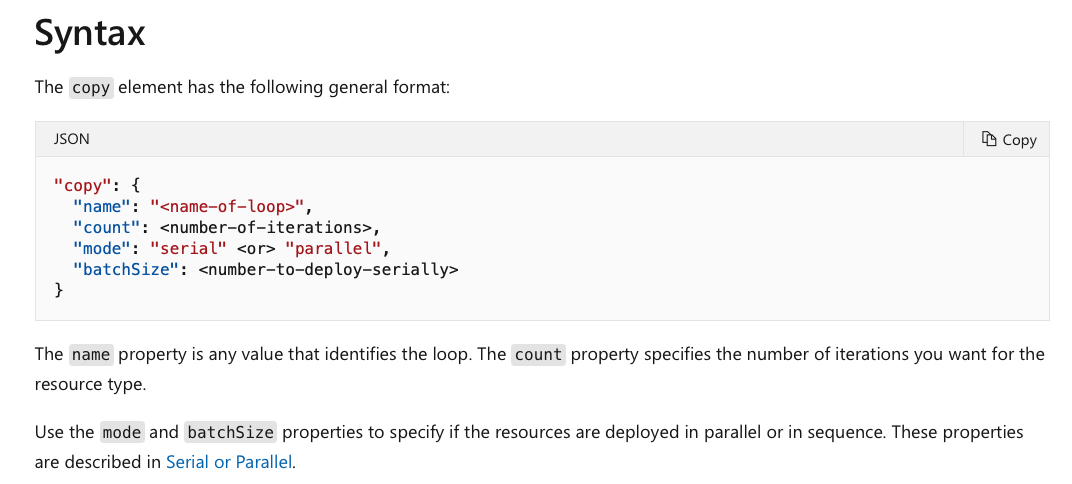 Syntax
The copy element has the following general format:
JSON
Copy
"copy": {
  "name": "<name-of-loop>",
  "count": <number-of-iterations>,
  "mode": "serial" <or> "parallel",
  "batchSize": <number-to-deploy-serially>
}
The name property is any value that identifies the loop. The count property specifies the number of iterations you want for the
resource type.
Use the mode and batchSize properties to specify if the resources are deployed in parallel or in sequence. These properties
are described in Serial or Parallel.